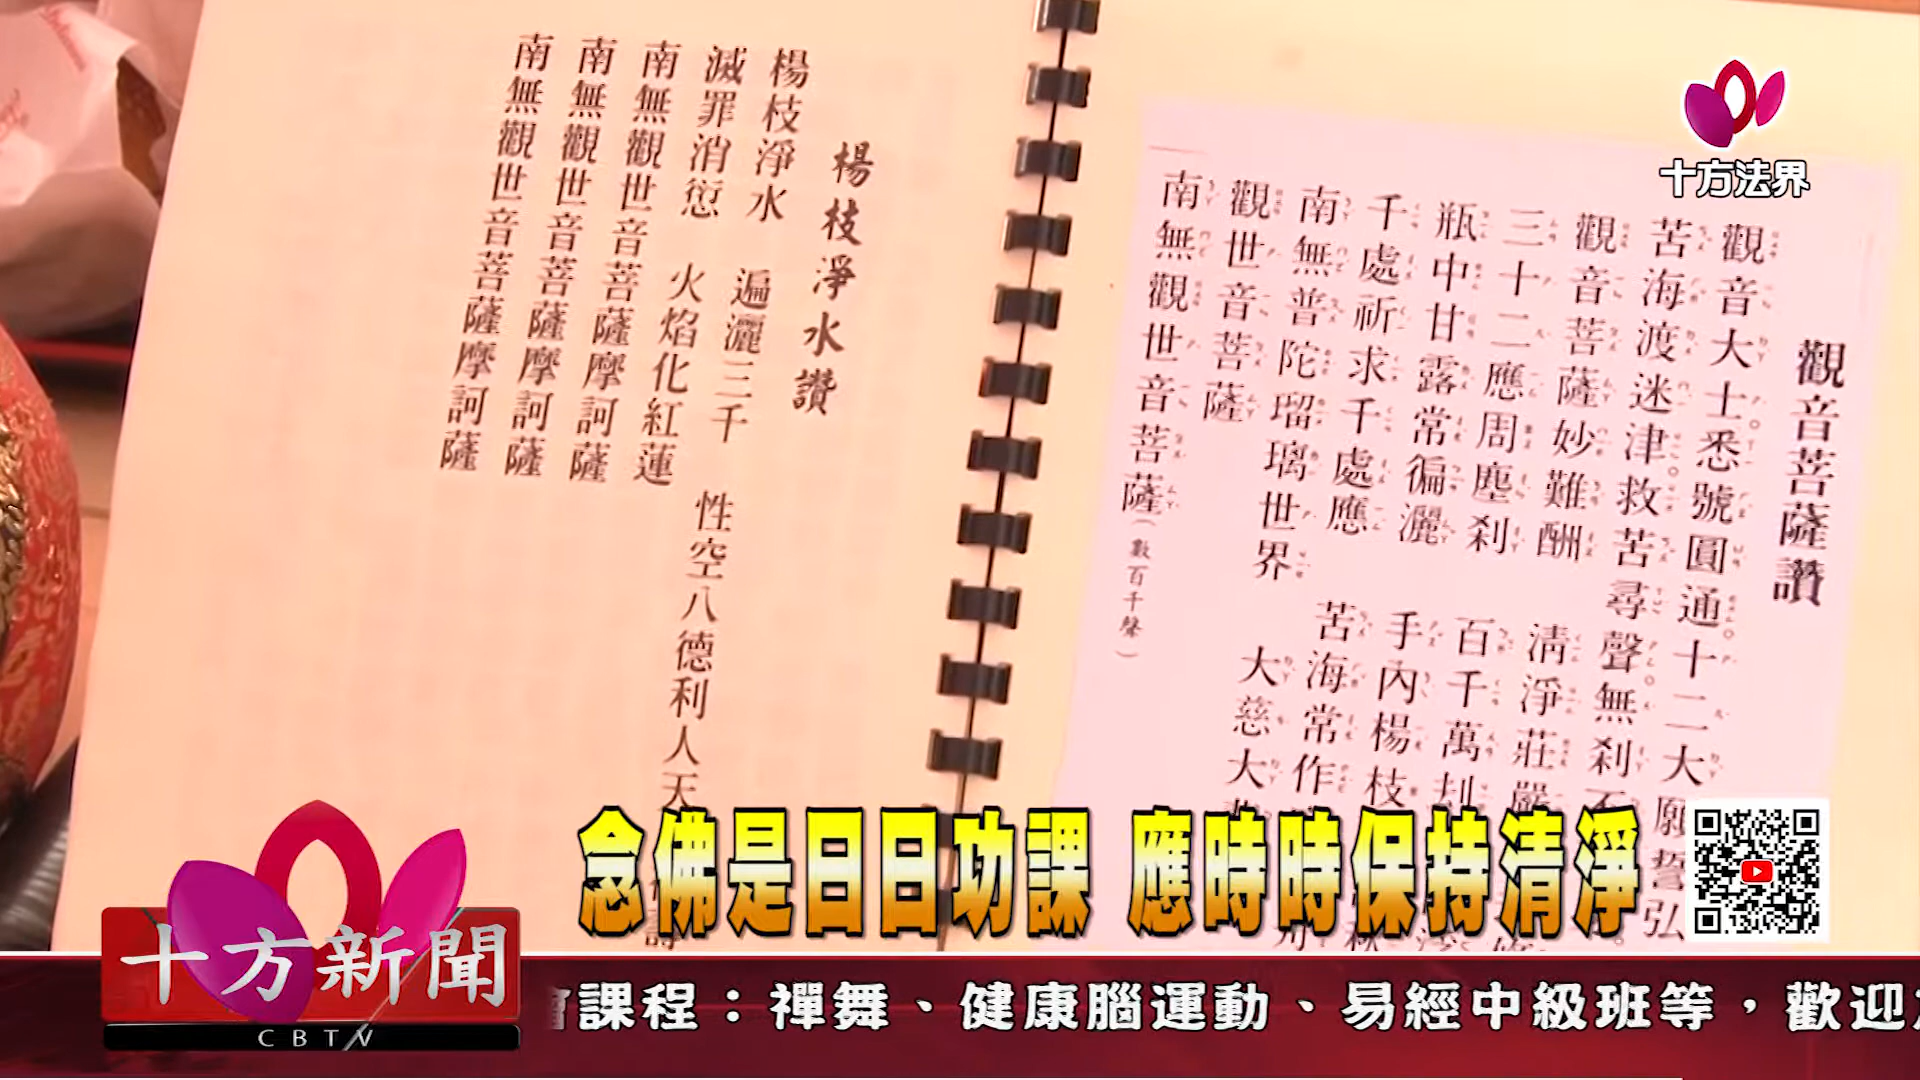 觀音菩薩讚
觀音大士悉號圓通十二大願誓弘
苦海渡迷津救苦尋聲無剎不
觀音菩薩妙難酬 清淨莊嚴
三十二應周塵剎 百千萬劫
瓶中甘露常徧灑 手內楊枝
千處祈求千處應 苦海常作
南無普陀琉璃世界 大慈大悲
觀世音菩薩
南無觀世音菩薩(數百千聲)
楊枝淨水讚
楊枝淨水 遍灑三千 性空八德利人天
滅罪消愆 火焰化紅蓮
南無觀世音菩薩摩訶薩
南無觀世音菩薩摩訶薩
南無觀世音菩薩摩訶薩
十方法界
念佛是日日功課 應時時保持清淨
十方新聞
CBTV
課程：禪舞、健康腦運動、易經中級班等，歡迎